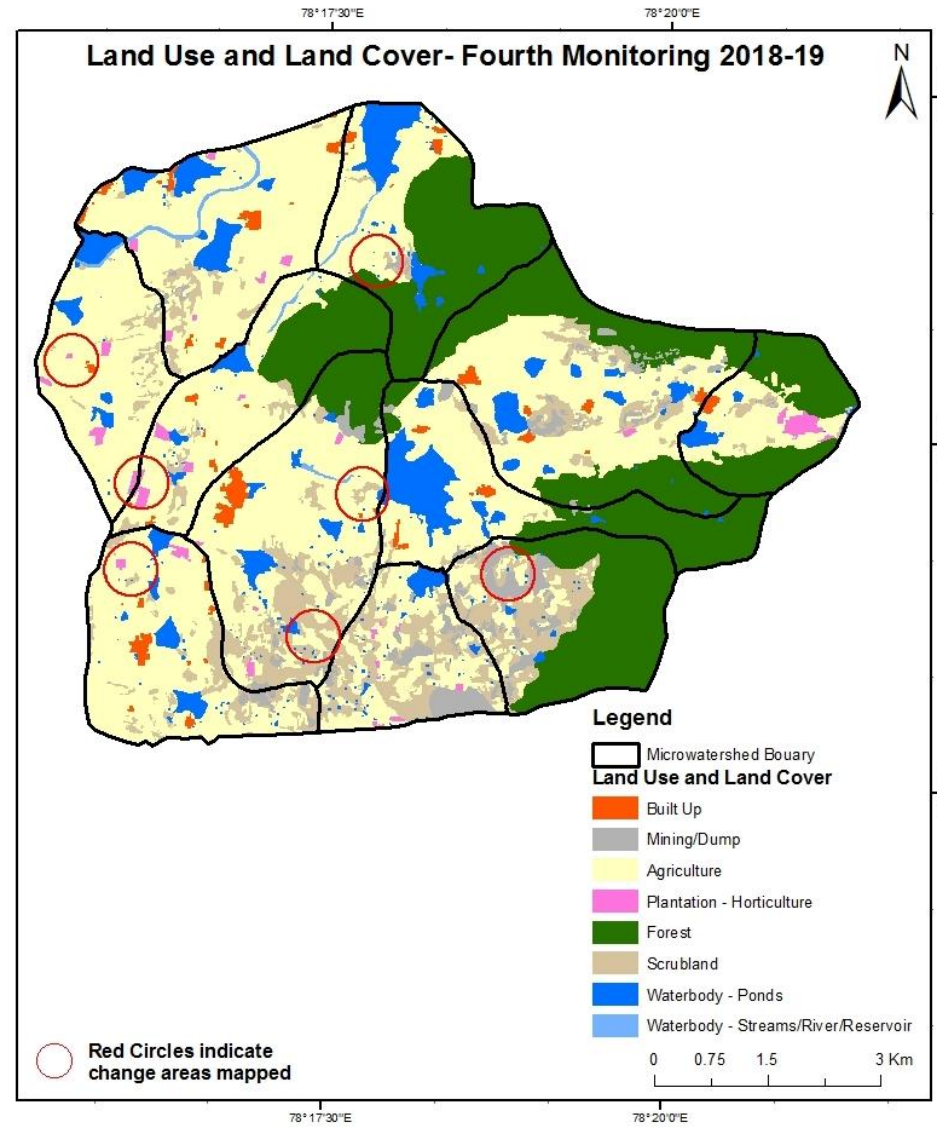 78°17'30"E 78°20'0"E
Land Use and Land Cover- Fourth Monitoring 2018-19
N
Legend
Microwatershed Bouary
Land Use and Land Cover
Built Up
Mining/Dump
Agriculture
Plantation - Horticulture
Forest
Scrubland
Waterbody - Ponds
Waterbody - Streams/River/Reservoir
Red Circles indicate
change areas mapped
0 0.75 1.5 3 Km
78°17'30"E 78°20'0"E